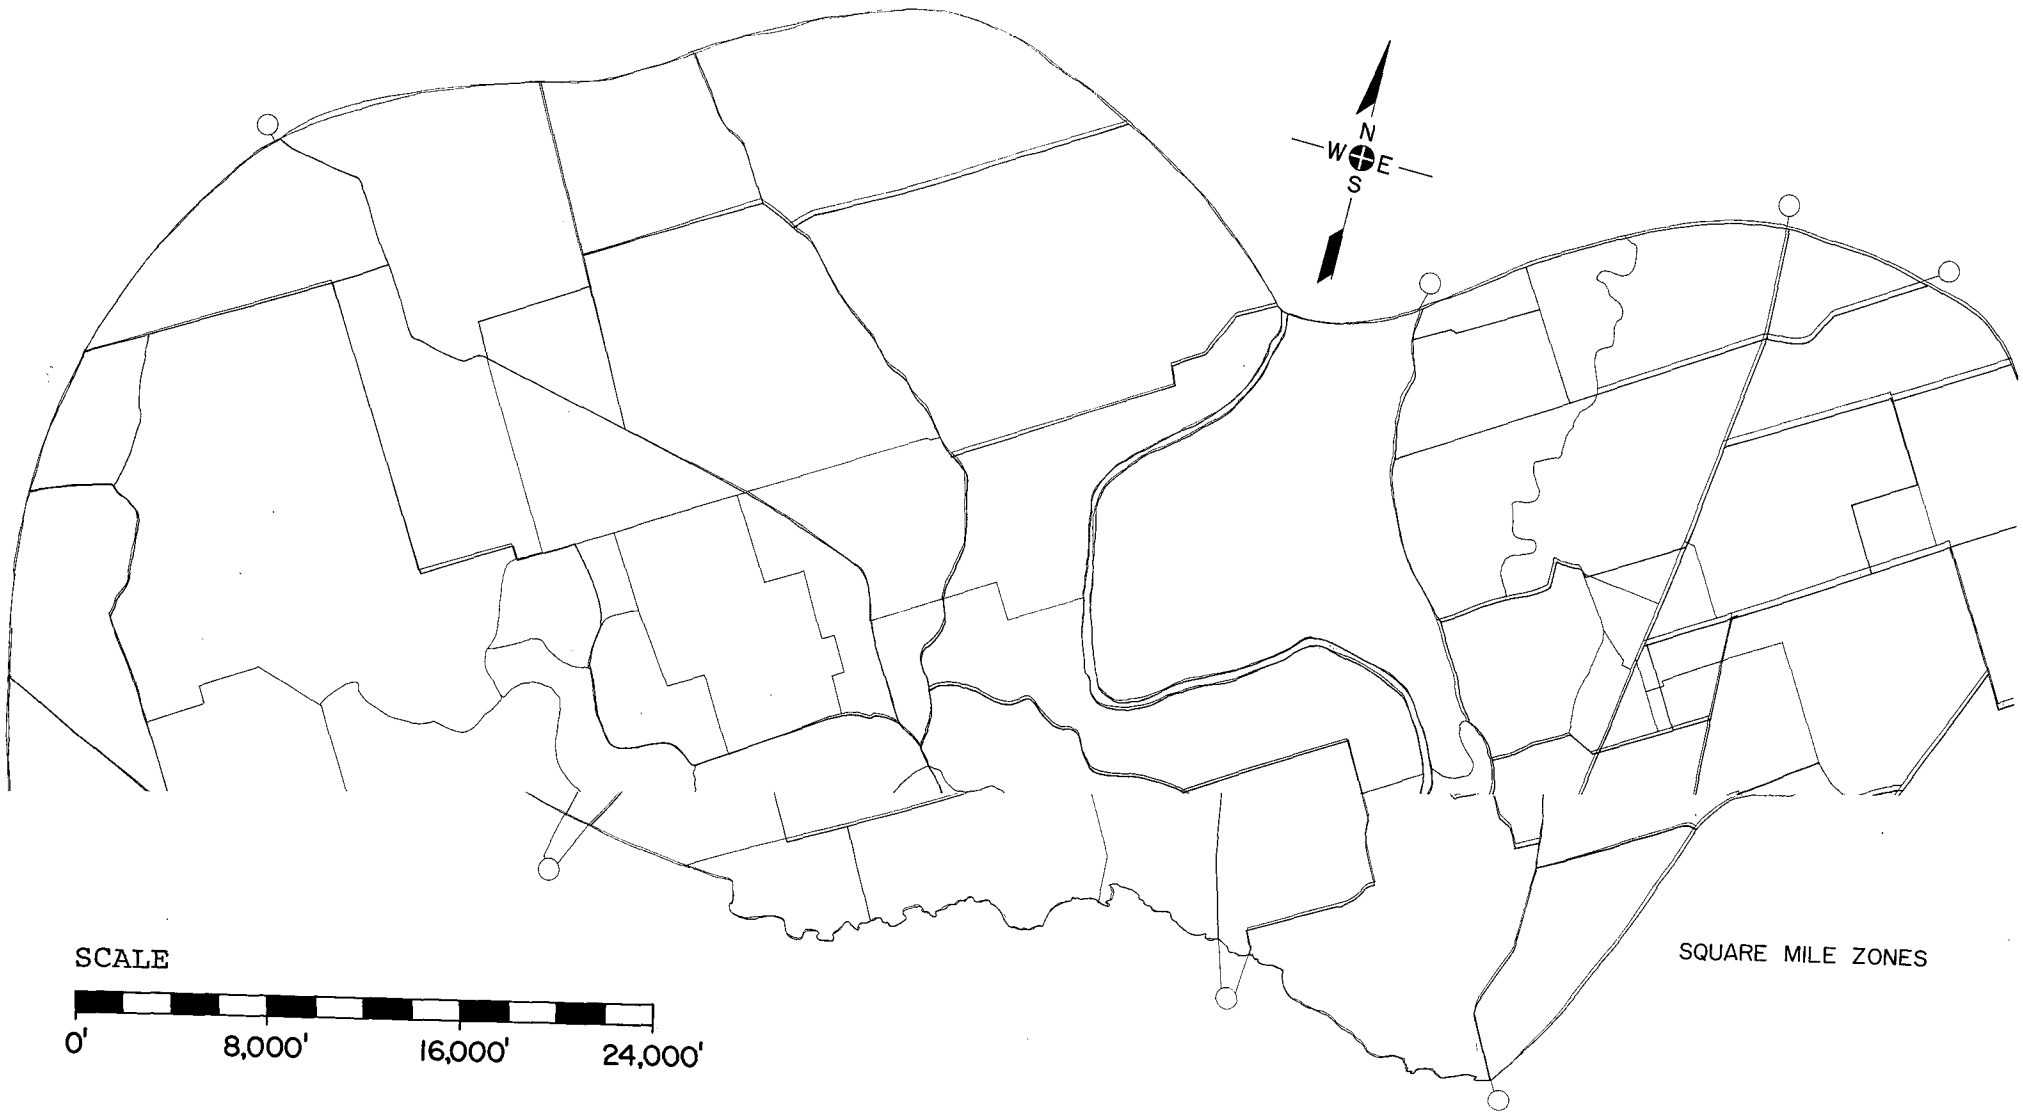 N
W E
S
SQUARE MILE ZONES
SCALE
0' 8,000' 16,000' 24,000'